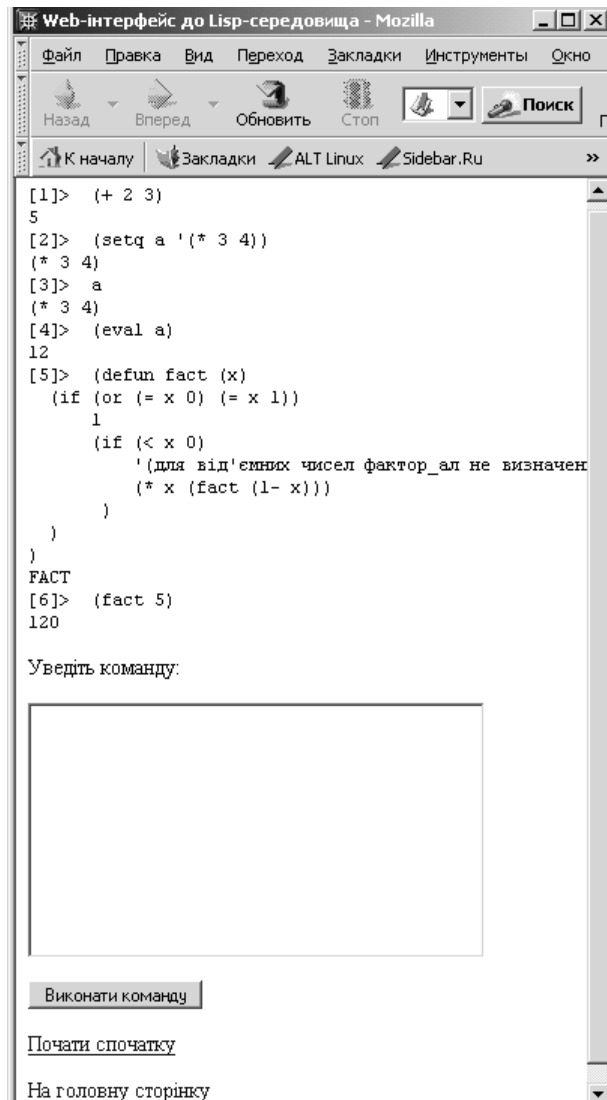 Web-інтерфейс до Lisp-середовища - Mozilla
Файл Правка Вид Переход Закладки Инструменты Окно
Назад Вперед Обновить Стоп Поиск
К началу Закладки ALT Linux Sidebar.Ru »
[1]> (+ 2 3)
5
[2]> (setq a '(* 3 4))
(* 3 4)
[3]> a
(* 3 4)
[4]> (eval a)
12
[5]> (defun fact (x)
(if (or (= x 0) (= x 1))
1
(if (< x 0)
'(для від'ємних чисел фактор_ал не визначен
(* x (fact (1- x)))
)
)
)
FACT
[6]> (fact 5)
120
Уведіть команду:
Виконати команду
Почати спочатку
На головну сторінку